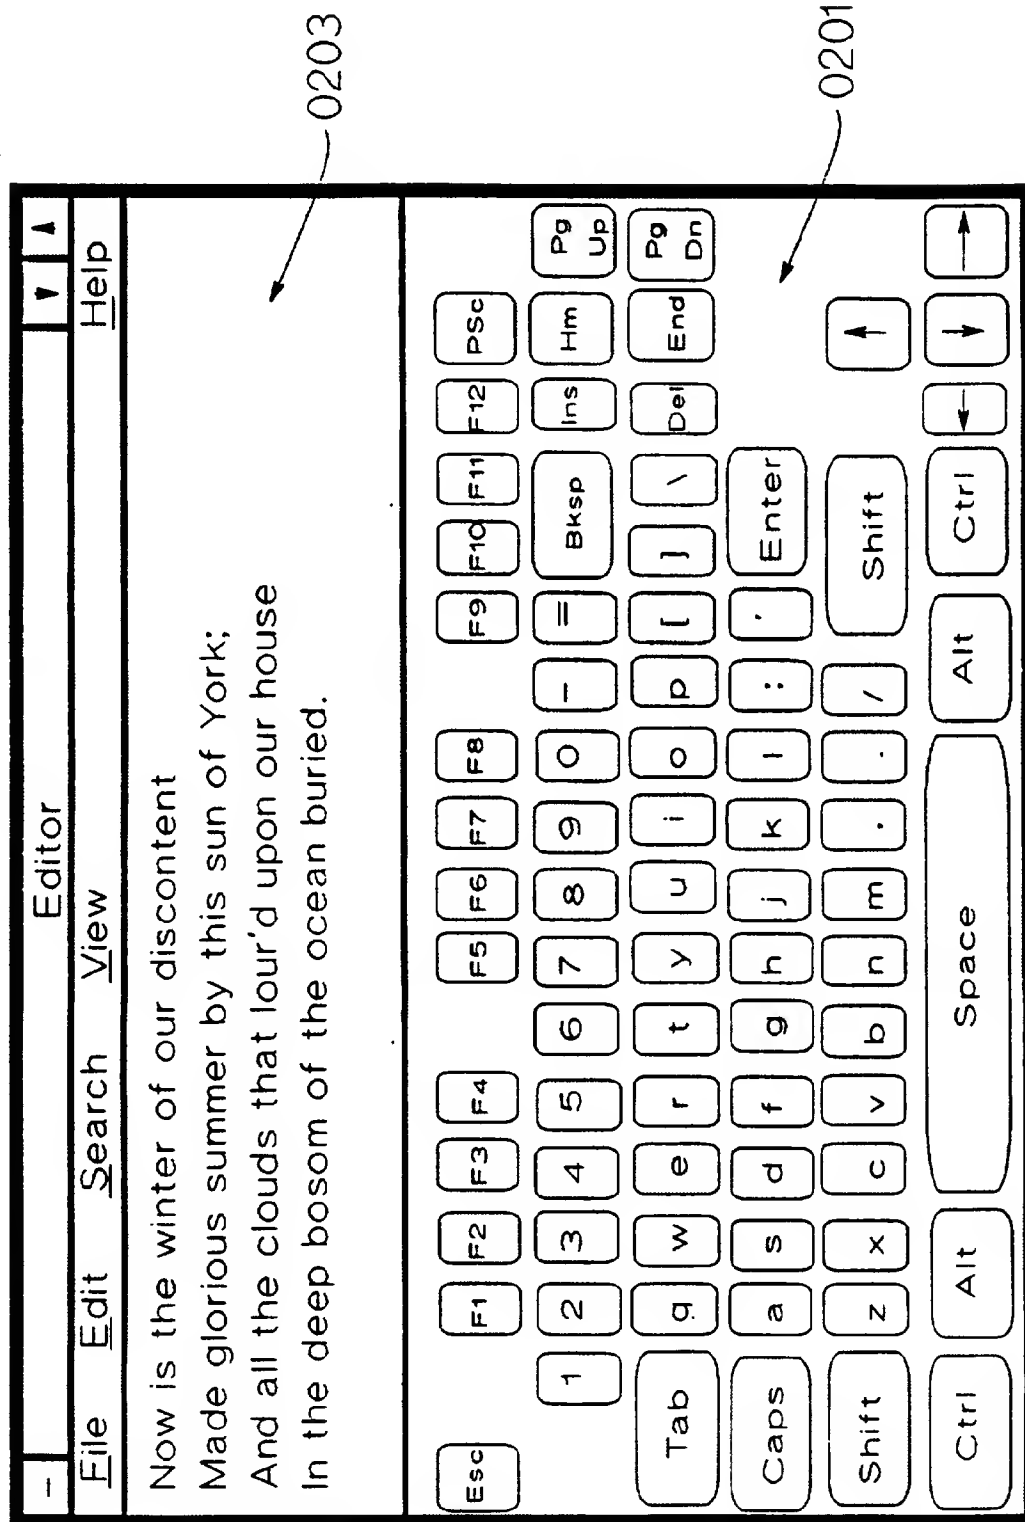 Editor
File Edit Search View Help
Now is the winter of our discontent
Made glorious summer by this sun of York;
And all the clouds that lour'd upon our house
In the deep bosom of the ocean buried.
0203
Esc F1 F2 F3 F4 F5 F6 F7 F8 F9 F10 F11 F12 PSc
1 2 3 4 5 6 7 8 9 0 - = Bksp Ins Hm Pg Up
Tab q w e r t y u i o p [ ] \ Del End Pg Dn
Caps a s d f g h j k l : ' Enter
Shift z x c v b n m . . / Shift
Ctrl Alt Space Alt Ctrl
0201